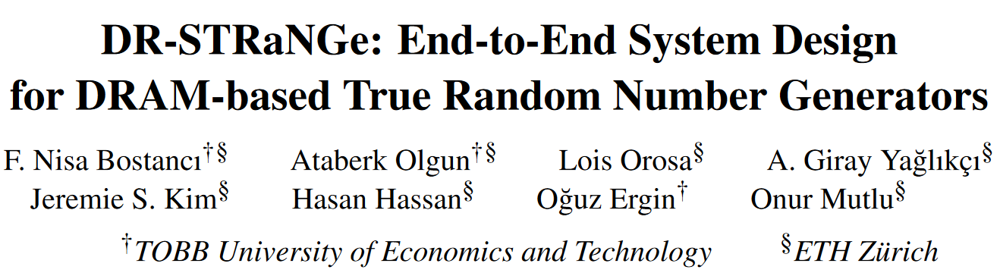 DR-STRaNGe: End-to-End System Design
for DRAM-based True Random Number Generators
F. Nisa Bostancı†§ Ataberk Olgun†§ Lois Orosa§ A. Giray Yağlıkçı§
Jeremie S. Kim§ Hasan Hassan§ Oğuz Ergin† Onur Mutlu§
†TOBB University of Economics and Technology §ETH Zürich